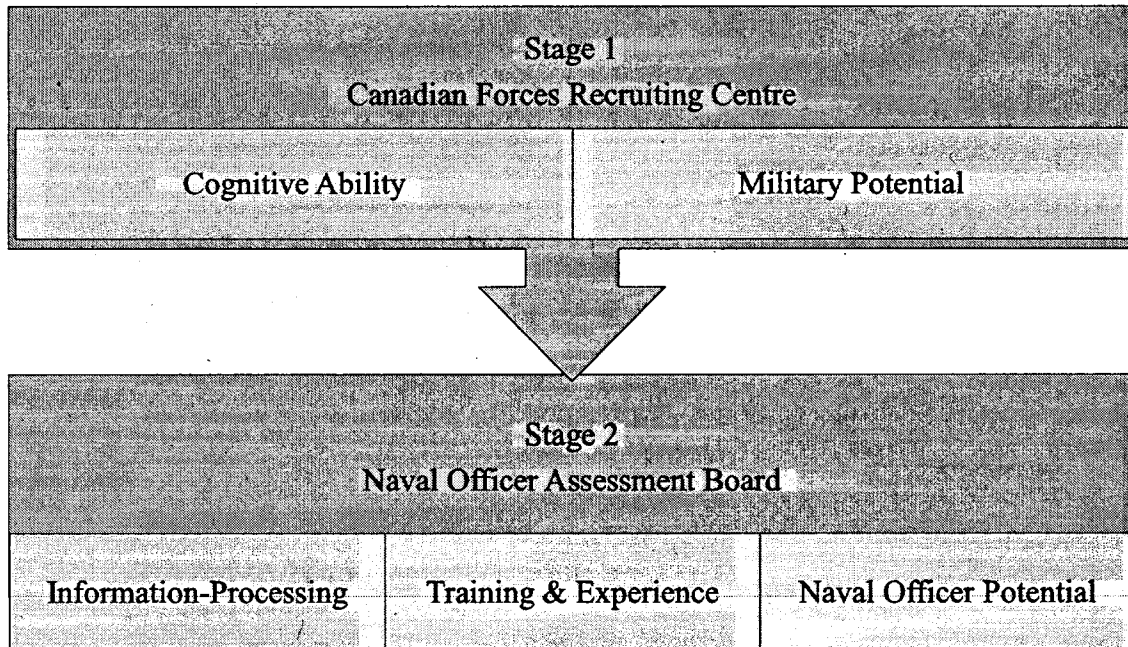 Stage 1
Canadian Forces Recruiting Centre
Cognitive Ability
Military Potential
Stage 2
Naval Officer Assessment Board
Information-Processing
Training & Experience
Naval Officer Potential